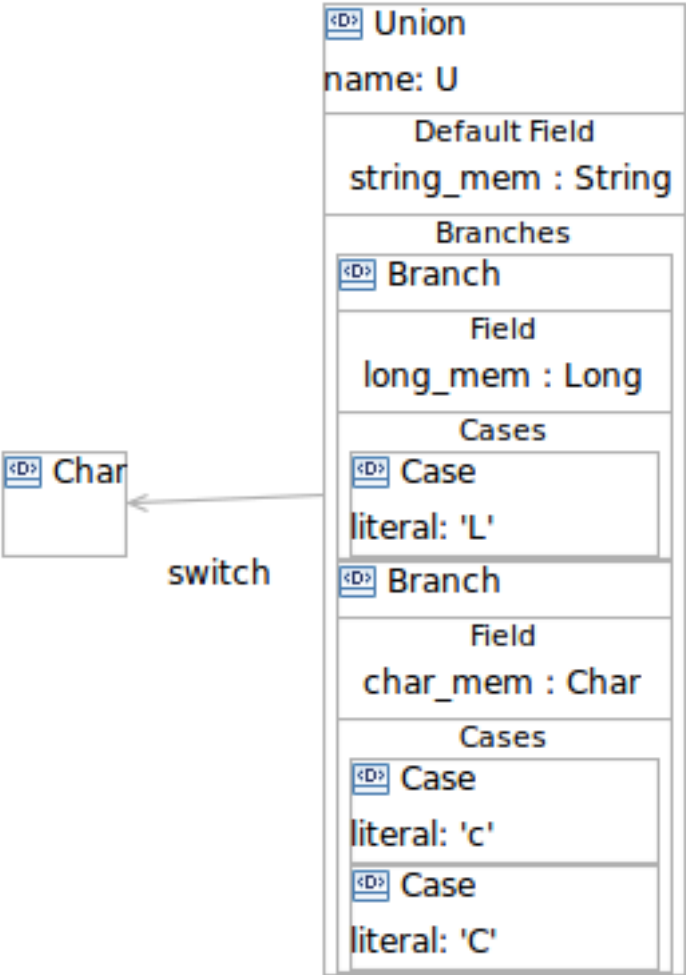 <D> Union
name: U
Default Field
string_mem : String
Branches
<D> Branch
Field
long_mem : Long
Cases
<D> Case
literal: 'L'
<D> Char
switch
<D> Branch
Field
char_mem : Char
Cases
<D> Case
literal: 'c'
<D> Case
literal: 'C'